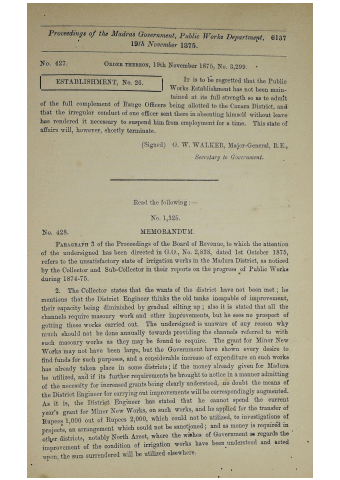 Proceedings of the Madras Government, Public Works Department, 6137
19th November 1875.
No. 427. ORDER THEREON, 19th November 1875, No. 3,299.
ESTABLISHMENT, No. 26.
IT is to be regretted that the Public
Works Establishment has not been main-
tained at its full strength so as to admit
of the full complement of Range Officers being allotted to the Canara District, and
that the irregular conduct of one officer sent there in absenting himself without leave
has rendered it necessary to suspend him from employment for a time. This state of
affairs will, however, shortly terminate.
(Signed) G. W. WALKER, Major-General, R.E.,
Secretary to Government.
Read the following :—
No. 1,325.
No. 428. MEMORANDUM.
PARAGRAPH 3 of the Proceedings of the Board of Revenue, to which the attention
of the undersigned has been directed in G.O., No. 2,828, dated 1st October 1875,
refers to the unsatisfactory state of irrigation works in the Madura District, as noticed
by the Collector and Sub-Collector in their reports on the progress of Public Works
during 1874-75.
2. The Collector states that the wants of the district have not been met; he
mentions that the District Engineer thinks the old tanks incapable of improvement,
their capacity being diminished by gradual silting up; also it is stated that all the
channels require masonry work and other improvements, but he sees no prospect of
getting these works carried out. The undersigned is unaware of any reason why
much should not be done annually towards providing the channels referred to with
such masonry works as they may be found to require. The grant for Minor New
Works may not have been large, but the Government have shown every desire to
find funds for such purposes, and a considerable increase of expenditure on such works
has already taken place in some districts; if the money already given for Madura
be utilized, and if its further requirements be brought to notice in a manner admitting
of the necessity for increased grants being clearly understood, no doubt the means of
the District Engineer for carrying out improvements will be correspondingly augmented.
As it is, the District Engineer has stated that he cannot spend the current
year's grant for Minor New Works, on such works, and he applied for the transfer of
Rupees 1,000 out of Rupees 2,000, which could not be utilized, to investigations of
projects, an arrangement which could not be sanctioned; and as money is required in
other districts, notably North Arcot, where the wishes of Government as regards the
improvement of the condition of irrigation works have been understood and acted
upon, the sum surrendered will be utilized elsewhere.